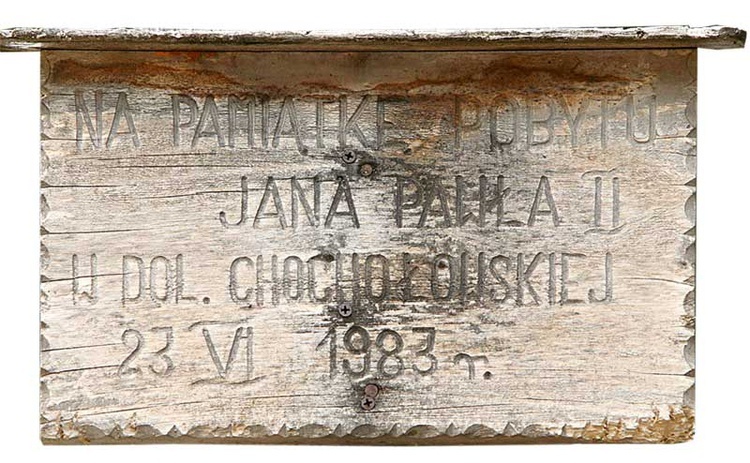 NA PAMIĄTKĘ POBYTU
JANA PAWŁA II
W DOL. CHOCHOŁOWSKIEJ
23 VI 1983 r.